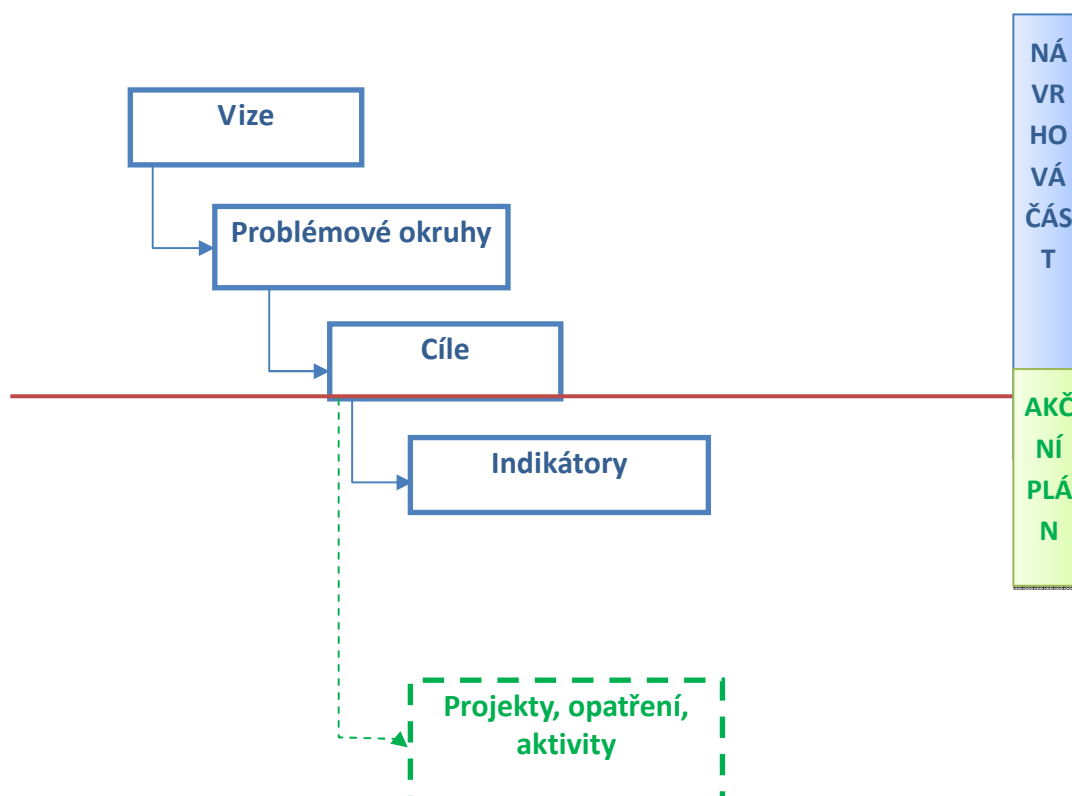 Vize
Problémové okruhy
Cíle
Indikátory
Projekty, opatření,
aktivity
NÁ
VR
HO
VÁ
ČÁS
T
AKČ
NÍ
PLÁ
N